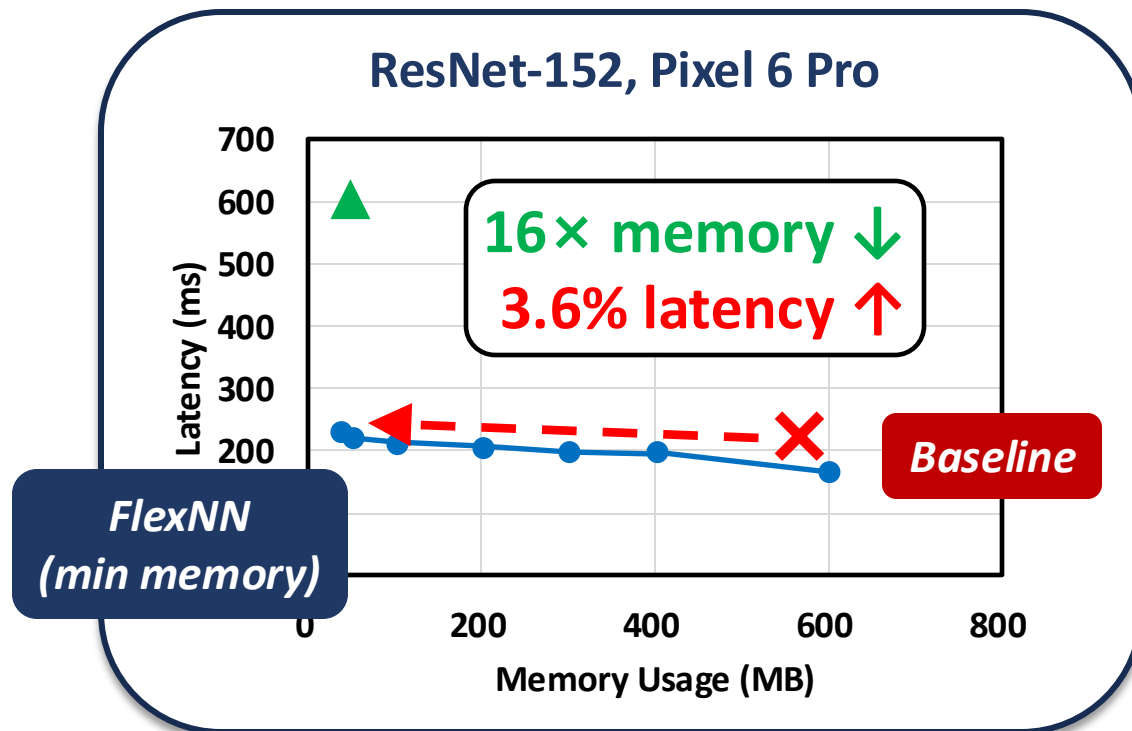 ResNet-152, Pixel 6 Pro
700
600
500
400
300
200
Latency (ms)
16× memory ↓
3.6% latency ↑
Baseline
FlexNN
(min memory)
0
200
400
600
800
Memory Usage (MB)